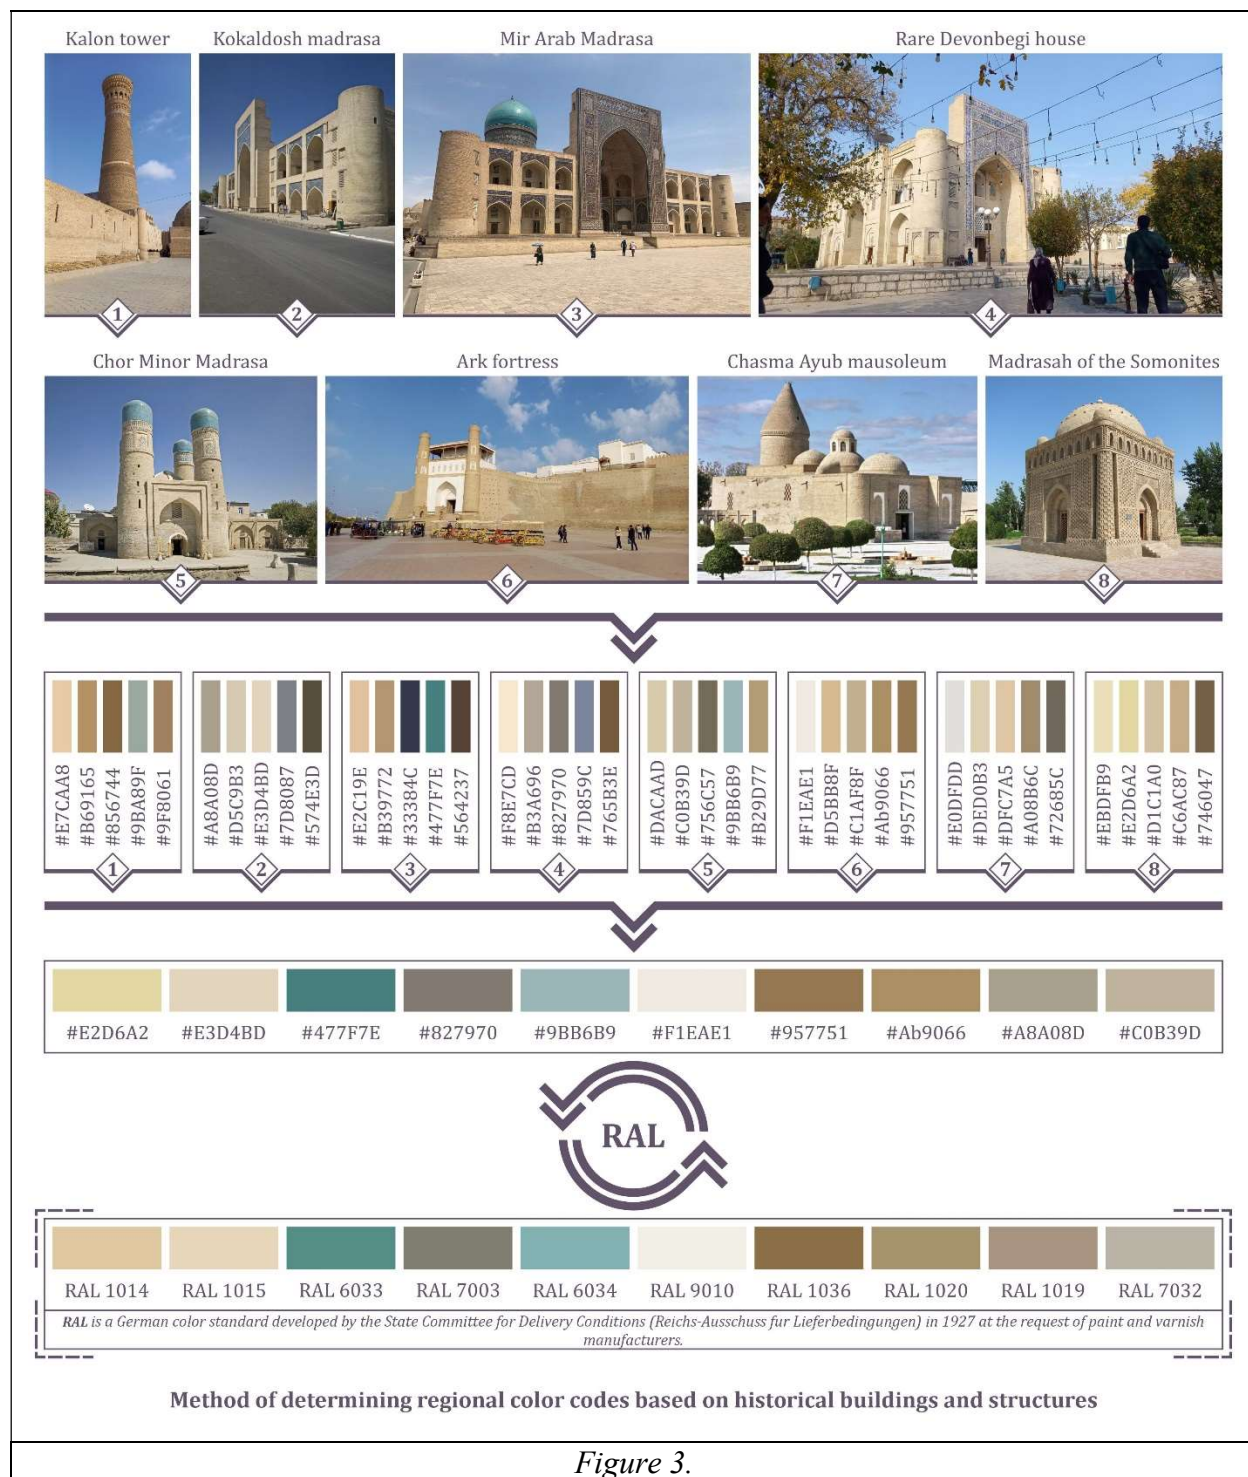 Kalon tower
Kokaldosh madrasa
Mir Arab Madrasa
Rare Devonbegi house
1
2
3
4
Chor Minor Madrasa
Ark fortress
Chasma Ayub mausoleum
Madrasah of the Somonites
5
6
7
8
#E7CAA8
#B69165
#856744
#9BA89F
#9F8061
1
#A8A08D
#D5C9B3
#E3D4BD
#7D8087
#574E3D
2
#E2C19E
#B39772
#33384C
#477F7E
#564237
3
#F8E7CD
#B3A696
#827970
#7D859C
#765B3E
4
#DACAAD
#C0B39D
#756C57
#9BB6B9
#B29D77
5
#F1EAE1
#D5BB8F
#C1AF8F
#Ab9066
#957751
6
#E0DFDD
#DED0B3
#DFC7A5
#A08B6C
#72685C
7
#EBDFB9
#E2D6A2
#D1C1A0
#C6AC87
#746047
8
#E2D6A2
#E3D4BD
#477F7E
#827970
#9BB6B9
#F1EAE1
#957751
#Ab9066
#A8A08D
#C0B39D
RAL
RAL 1014
RAL 1015
RAL 6033
RAL 7003
RAL 6034
RAL 9010
RAL 1036
RAL 1020
RAL 1019
RAL 7032
RAL is a German color standard developed by the State Committee for Delivery Conditions (Reichs-Ausschuss fur Lieferbedingungen) in 1927 at the request of paint and varnish
manufacturers.
Method of determining regional color codes based on historical buildings and structures
Figure 3.